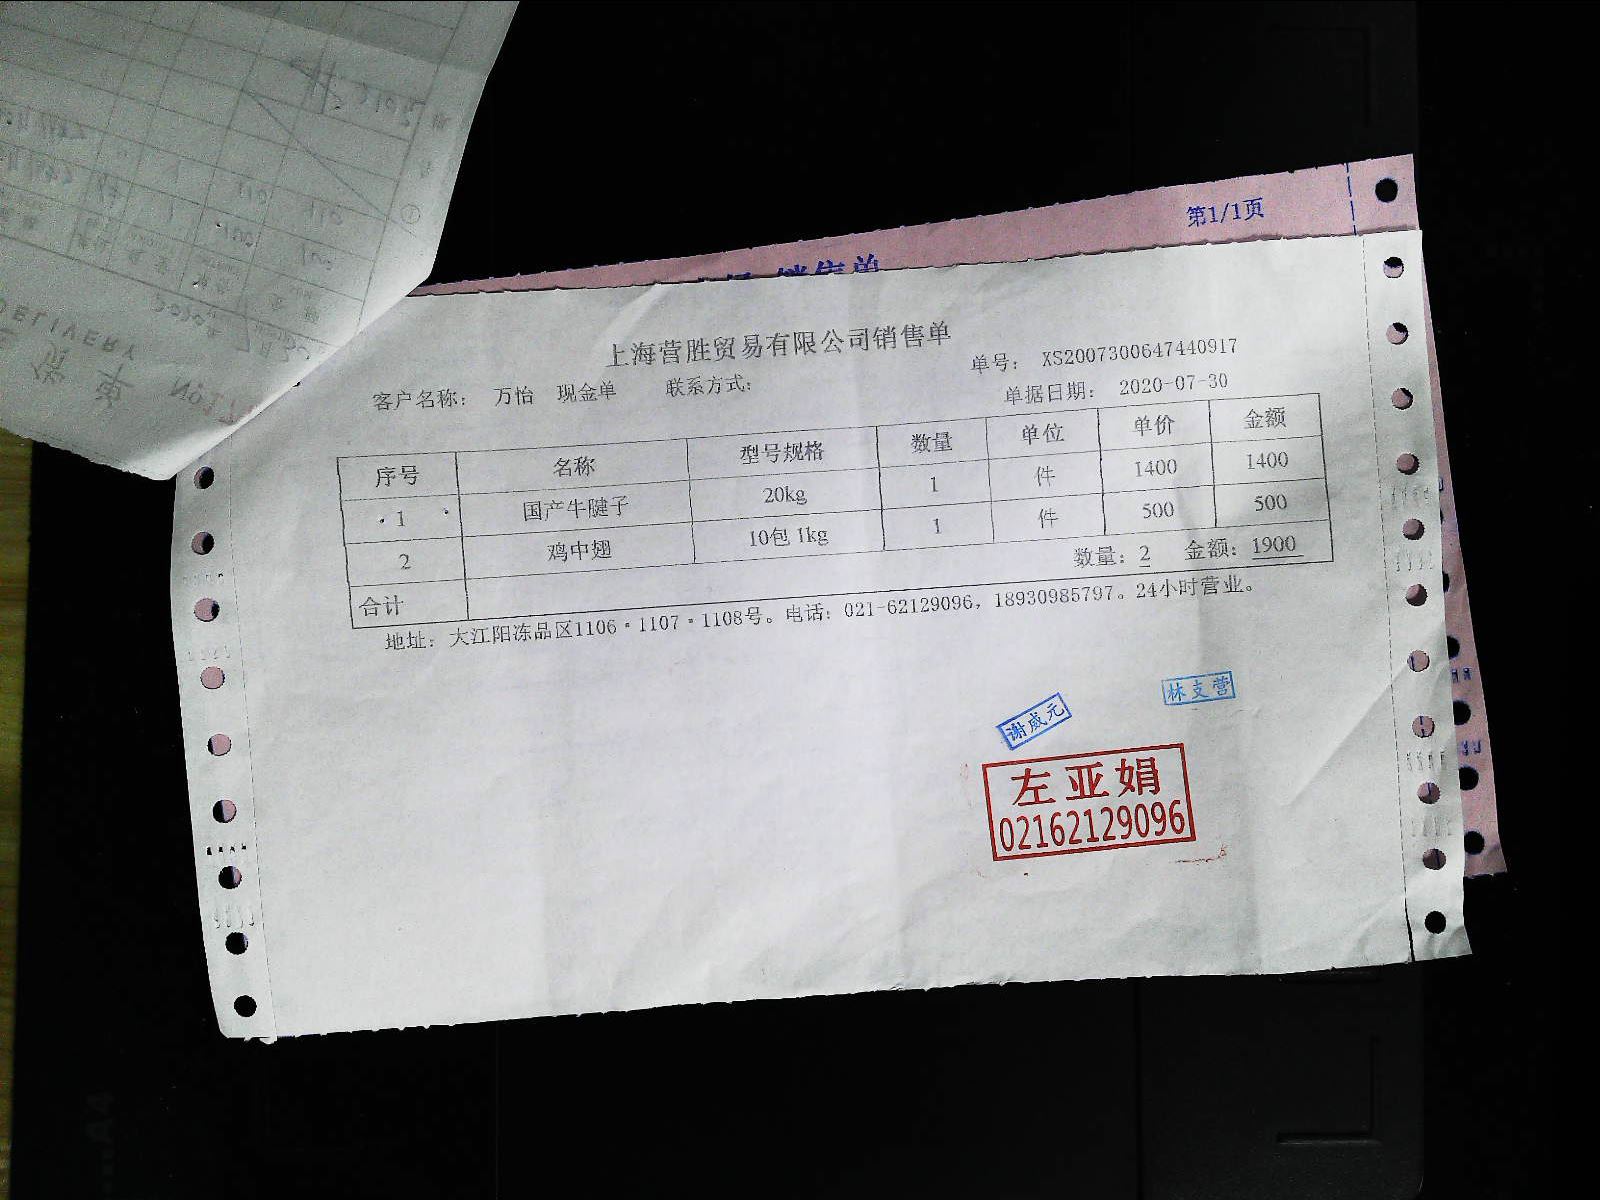 第1/1页
销售单
上海营胜贸易有限公司销售单
单号： XS2007300647440917
客户名称： 万怡 现金单 联系方式：
单据日期： 2020-07-30
序号 名称 型号规格 数量 单位 单价 金额
1 国产牛腱子 20kg 1 件 1400 1400
2 鸡中翅 10包 1kg 1 件 500 500
合计 数量：2 金额：1900
地址：大江阳冻品区1106·1107·1108号。电话：021-62129096，18930985797。24小时营业。
林支营
谢威元
左亚娟
02162129096
DELIVERY